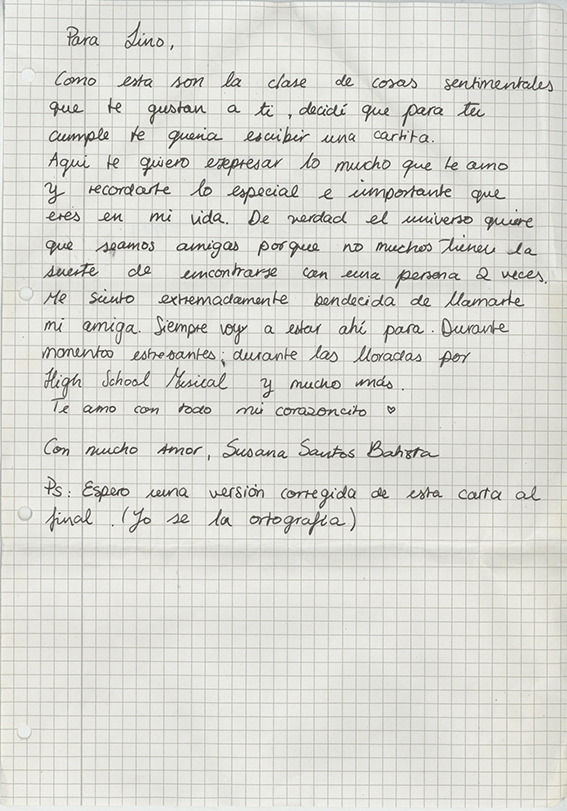 Para Lino,
Como esta son la clase de cosas sentimentales
que te gustan a ti, decidí que para tu
cumple te queria escribir una cartita.
Aqui te quiero expresar lo mucho que te amo
y recordarte lo especial e importante que
eres en mi vida. De verdad el universo quiere
que seamos amigas porque no muchos tienen la
suerte de encontrarse con una persona 2 veces.
Me siento extremadamente bendecida de llamarte
mi amiga. Siempre voy a estar ahí para. Durante
momentos estresantes; durante las lloradas por
High School Musical y mucho más.
Te amo con todo mi corazoncito ♡
Con mucho Amor, Susana Santos Batista
Ps: Espero una versión corregida de esta carta al
final. (Yo se la ortografía)